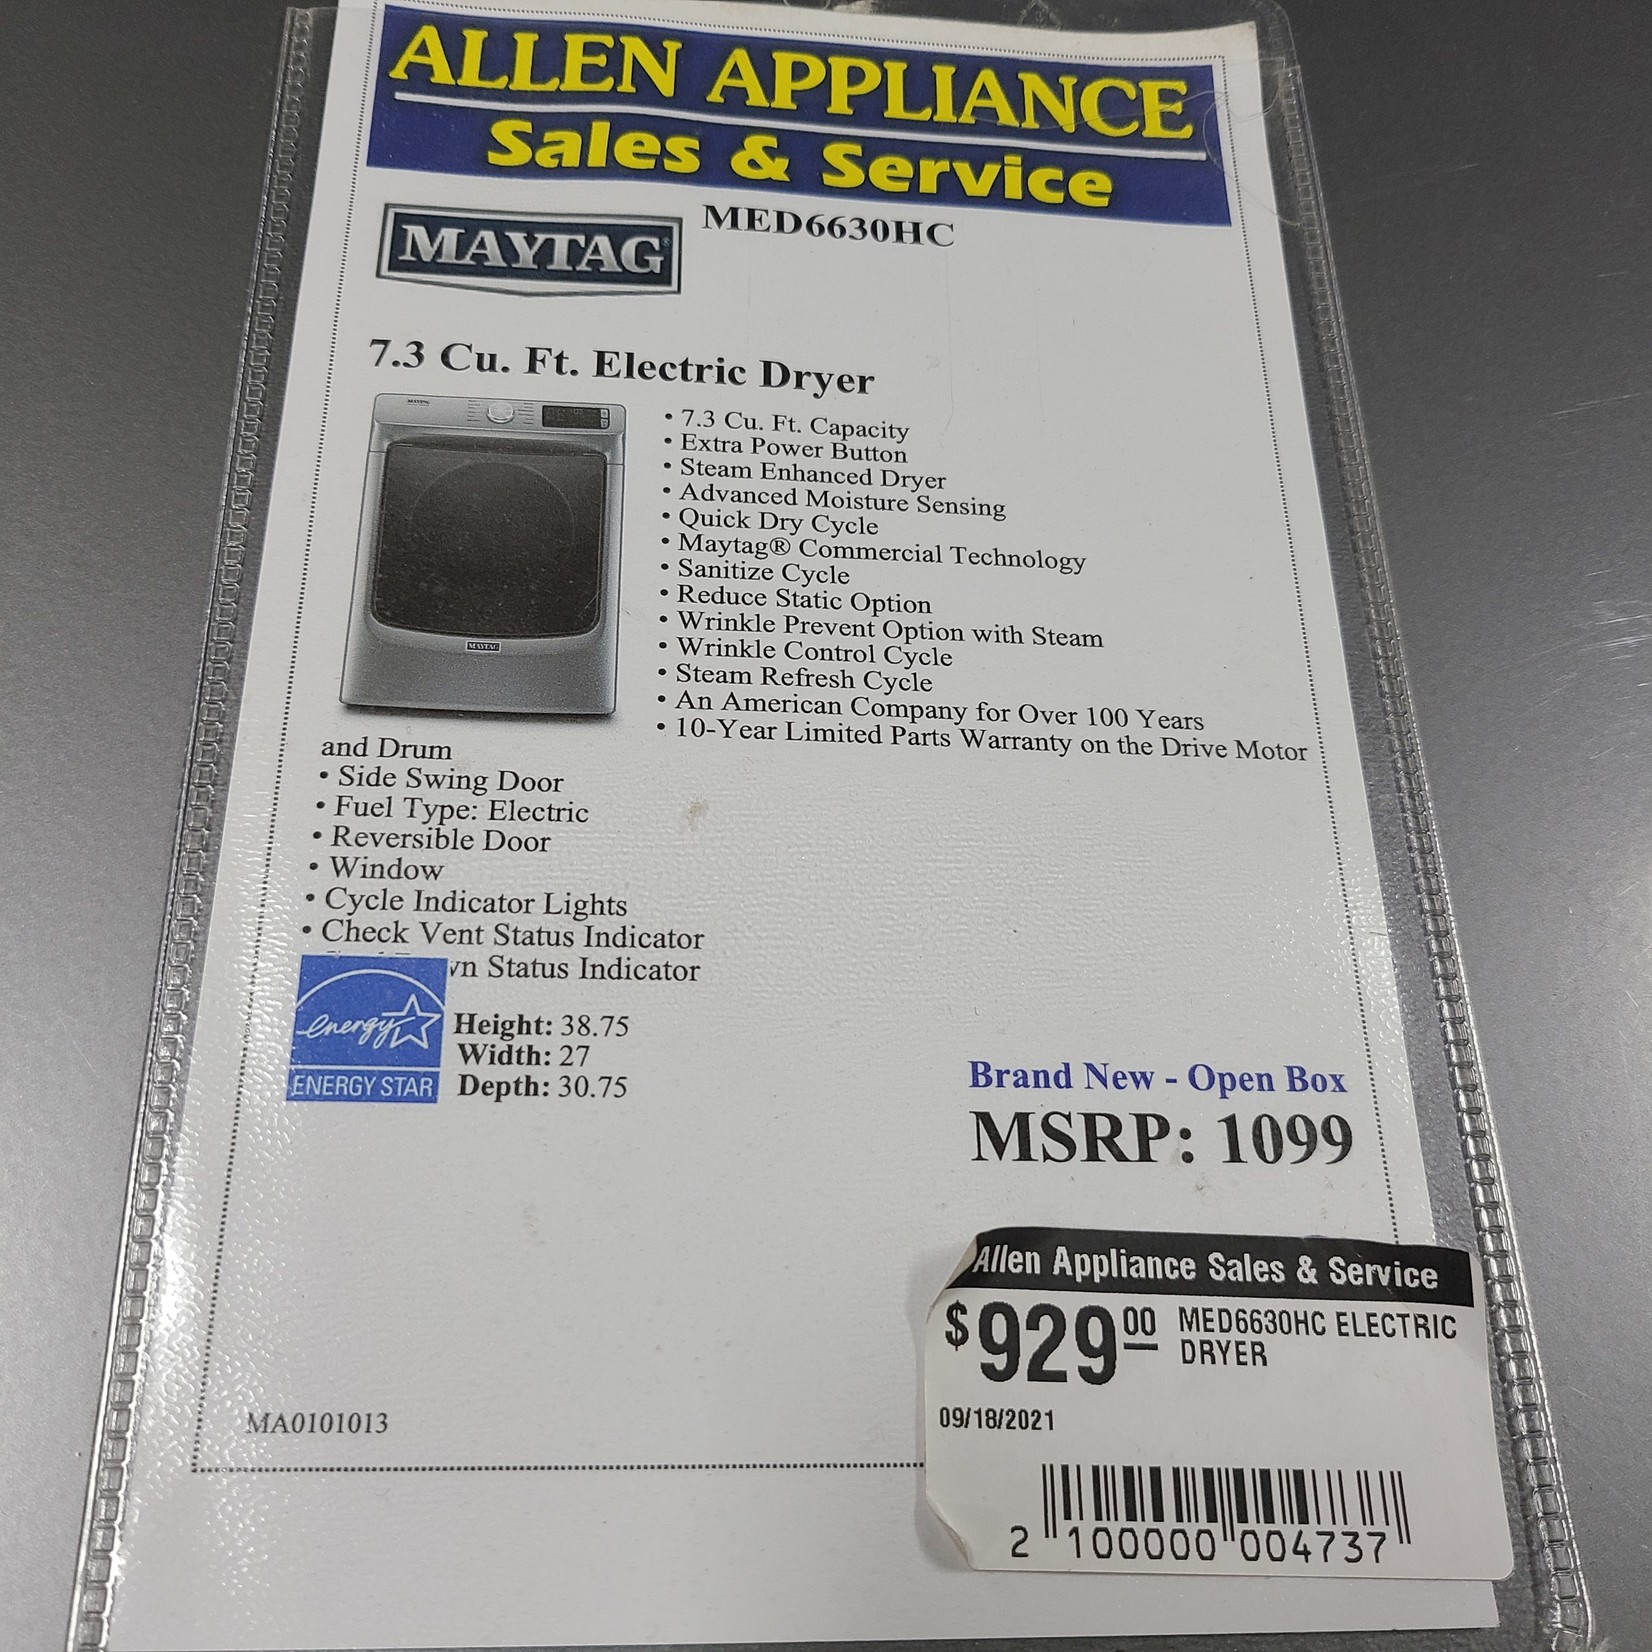 ALLEN APPLIANCE
Sales & Service
MAYTAG®
MED6630HC
7.3 Cu. Ft. Electric Dryer
• 7.3 Cu. Ft. Capacity
• Extra Power Button
• Steam Enhanced Dryer
• Advanced Moisture Sensing
• Quick Dry Cycle
• Maytag® Commercial Technology
• Sanitize Cycle
• Reduce Static Option
• Wrinkle Prevent Option with Steam
• Wrinkle Control Cycle
• Steam Refresh Cycle
• An American Company for Over 100 Years
• 10-Year Limited Parts Warranty on the Drive Motor
and Drum
• Side Swing Door
• Fuel Type: Electric
• Reversible Door
• Window
• Cycle Indicator Lights
• Check Vent Status Indicator
Status Indicator
MAYTAG
MAYTAG
energy
ENERGY STAR
Height: 38.75
Width: 27
Depth: 30.75
Brand New - Open Box
MSRP: 1099
Allen Appliance Sales & Service
$929.00 MED6630HC ELECTRIC
DRYER
09/18/2021
2 100000 004737
MA0101013